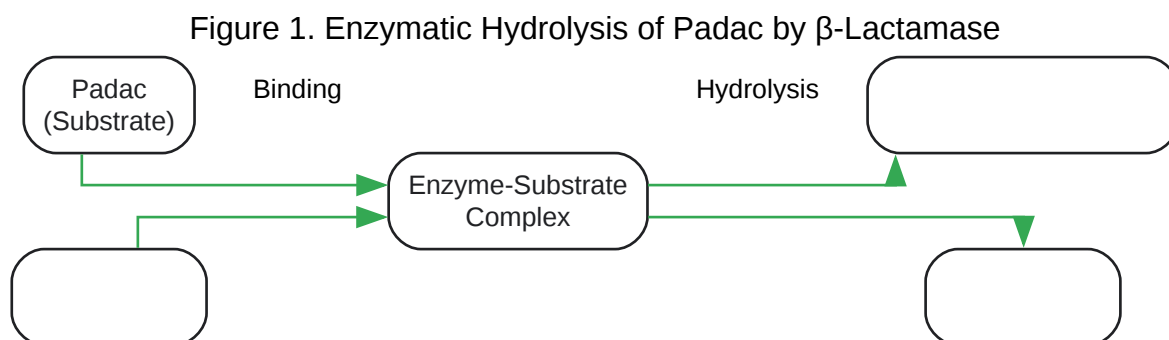 Figure 1. Enzymatic Hydrolysis of Padac by β-Lactamase
Padac
(Substrate)
Binding
Hydrolysis
Enzyme-Substrate
Complex